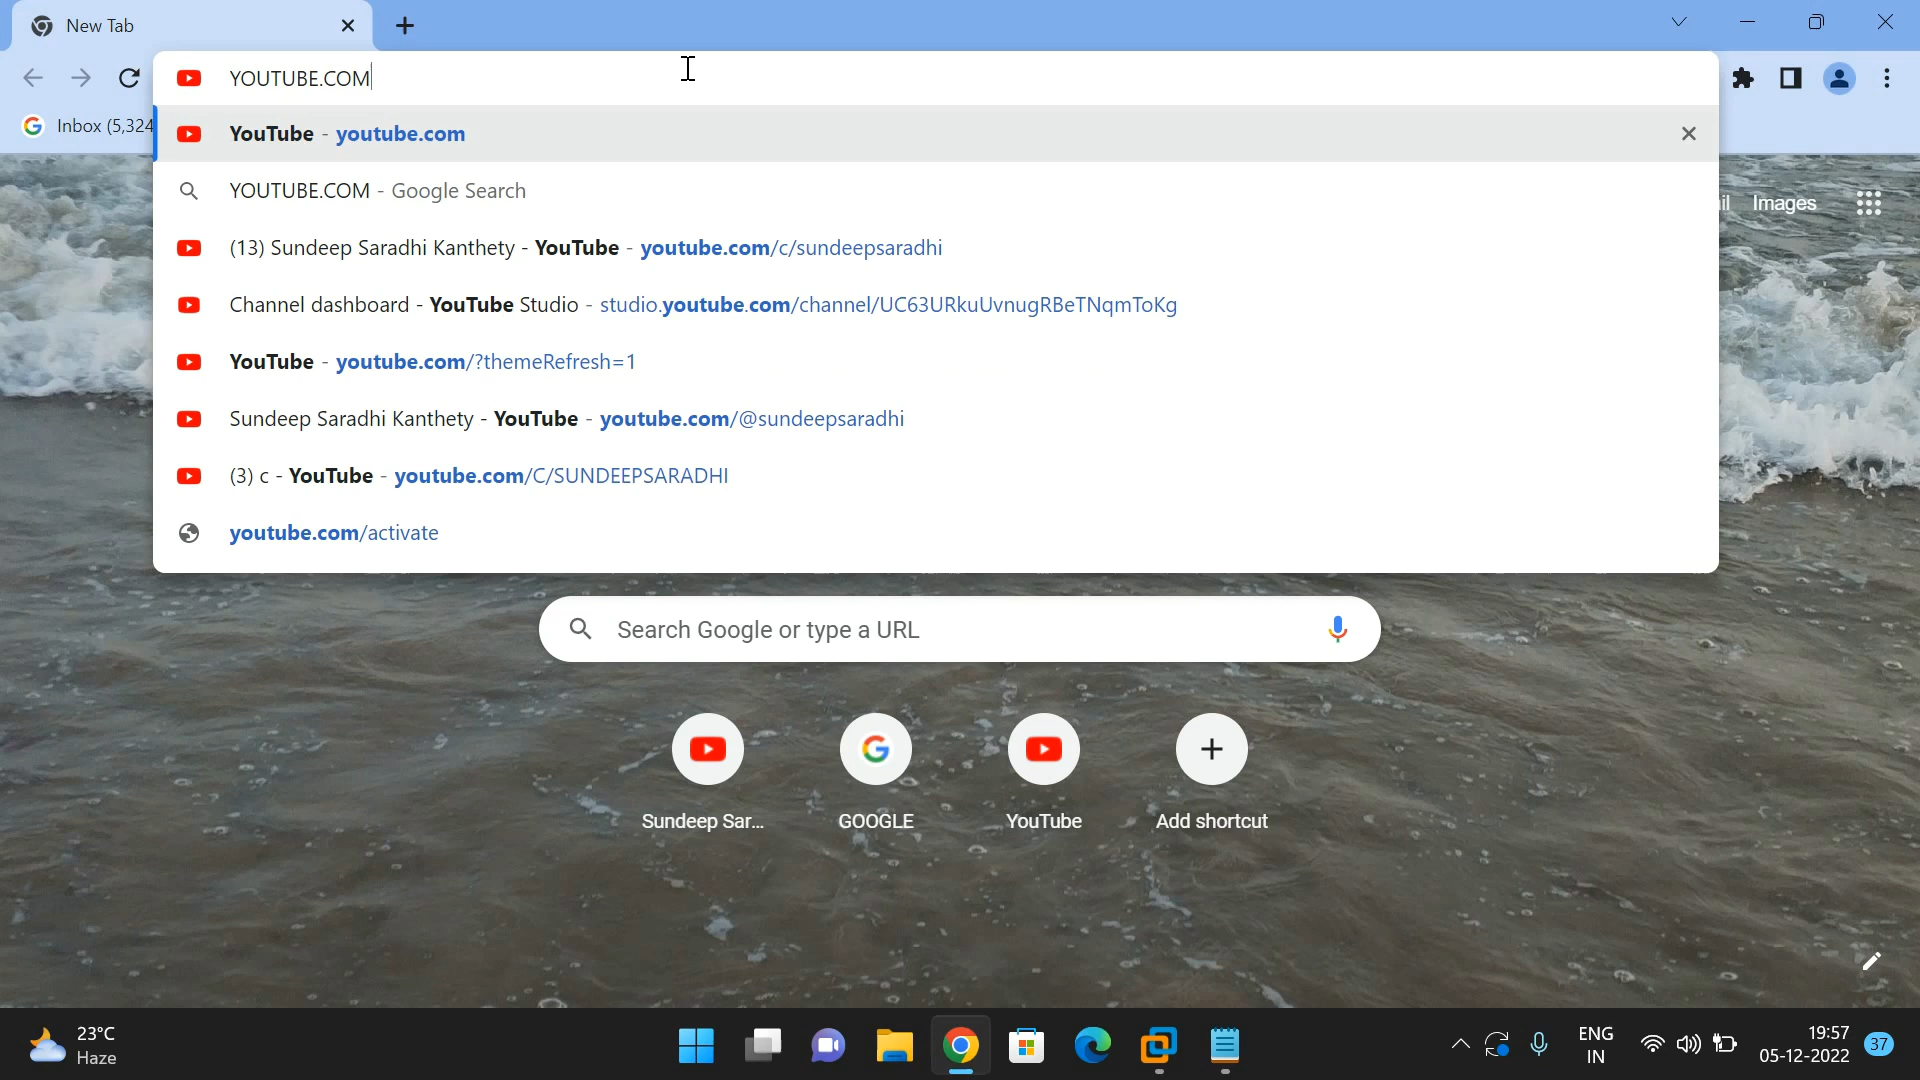 New Tab
YOUTUBE.COM
Inbox (5,324
YouTube - youtube.com
YOUTUBE.COM - Google Search
Images
(13) Sundeep Saradhi Kanthety - YouTube - youtube.com/c/sundeepsaradhi
Channel dashboard - YouTube Studio - studio.youtube.com/channel/UC63URkuUvnugRBeTNqmToKg
YouTube - youtube.com/?themeRefresh=1
Sundeep Saradhi Kanthety - YouTube - youtube.com/@sundeepsaradhi
(3) c - YouTube - youtube.com/C/SUNDEEPSARADHI
youtube.com/activate
Search Google or type a URL
Sundeep Sar...
GOOGLE
YouTube
Add shortcut
23°C
Haze
ENG
IN
19:57
05-12-2022
37